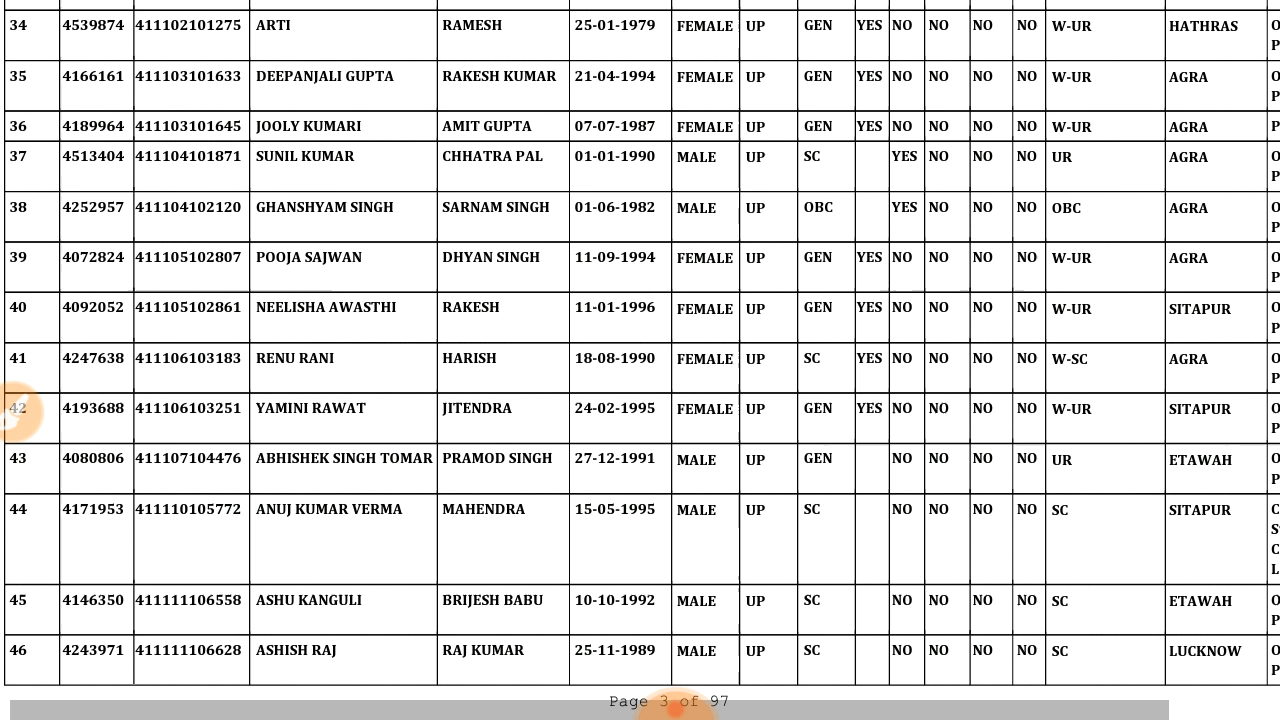 34 4539874 411102101275 ARTI RAMESH 25-01-1979 FEMALE UP GEN YES NO NO NO NO W-UR HATHRAS O
P
35 4166161 411103101633 DEEPANJALI GUPTA RAKESH KUMAR 21-04-1994 FEMALE UP GEN YES NO NO NO NO W-UR AGRA O
P
36 4189964 411103101645 JOOLY KUMARI AMIT GUPTA 07-07-1987 FEMALE UP GEN YES NO NO NO NO W-UR AGRA P
37 4513404 411104101871 SUNIL KUMAR CHHATRA PAL 01-01-1990 MALE UP SC YES NO NO NO UR AGRA O
P
38 4252957 411104102120 GHANSHYAM SINGH SARNAM SINGH 01-06-1982 MALE UP OBC YES NO NO NO OBC AGRA O
P
39 4072824 411105102807 POOJA SAJWAN DHYAN SINGH 11-09-1994 FEMALE UP GEN YES NO NO NO NO W-UR AGRA O
P
40 4092052 411105102861 NEELISHA AWASTHI RAKESH 11-01-1996 FEMALE UP GEN YES NO NO NO NO W-UR SITAPUR O
P
41 4247638 411106103183 RENU RANI HARISH 18-08-1990 FEMALE UP SC YES NO NO NO NO W-SC AGRA O
P
42 4193688 411106103251 YAMINI RAWAT JITENDRA 24-02-1995 FEMALE UP GEN YES NO NO NO NO W-UR SITAPUR O
P
43 4080806 411107104476 ABHISHEK SINGH TOMAR PRAMOD SINGH 27-12-1991 MALE UP GEN NO NO NO NO UR ETAWAH O
P
44 4171953 411110105772 ANUJ KUMAR VERMA MAHENDRA 15-05-1995 MALE UP SC NO NO NO NO SC SITAPUR C
S
C
L
45 4146350 411111106558 ASHU KANGULI BRIJESH BABU 10-10-1992 MALE UP SC NO NO NO NO SC ETAWAH O
P
46 4243971 411111106628 ASHISH RAJ RAJ KUMAR 25-11-1989 MALE UP SC NO NO NO NO SC LUCKNOW O
P
Page 3 of 97